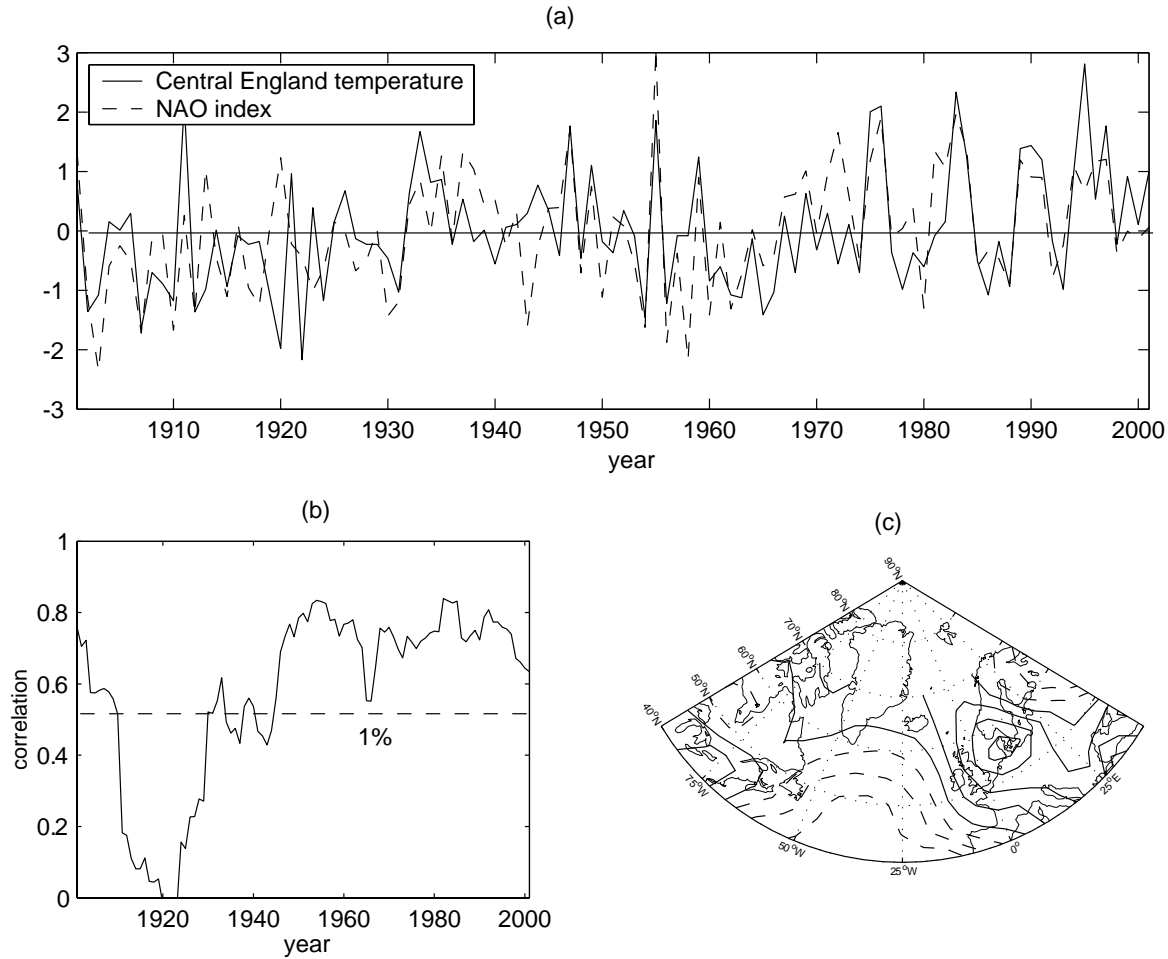 (a)
3
2
1
0
-1
-2
-3
Central England temperature
NAO index
1910 1920 1930 1940 1950 1960 1970 1980 1990 2000
year
(b)
1
0.8
0.6
0.4
0.2
0
correlation
1%
1920 1940 1960 1980 2000
year
(c)
90°N
80°N
70°N
60°N
50°N
40°N
75°W
50°W
25°W
0°
25°E